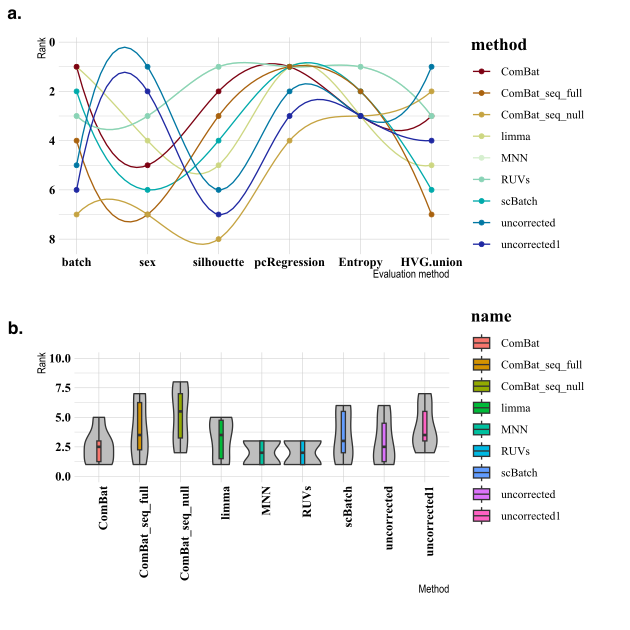 a.
Rank
0
2
4
6
8
batch sex silhouette pcRegression Entropy HVG.union
Evaluation method
method
ComBat
ComBat_seq_full
ComBat_seq_null
limma
MNN
RUVs
scBatch
uncorrected
uncorrected1
b.
Rank
10.0
7.5
5.0
2.5
0.0
ComBat
ComBat_seq_full
ComBat_seq_null
limma
MNN
RUVs
scBatch
uncorrected
uncorrected1
Method
name
ComBat
ComBat_seq_full
ComBat_seq_null
limma
MNN
RUVs
scBatch
uncorrected
uncorrected1